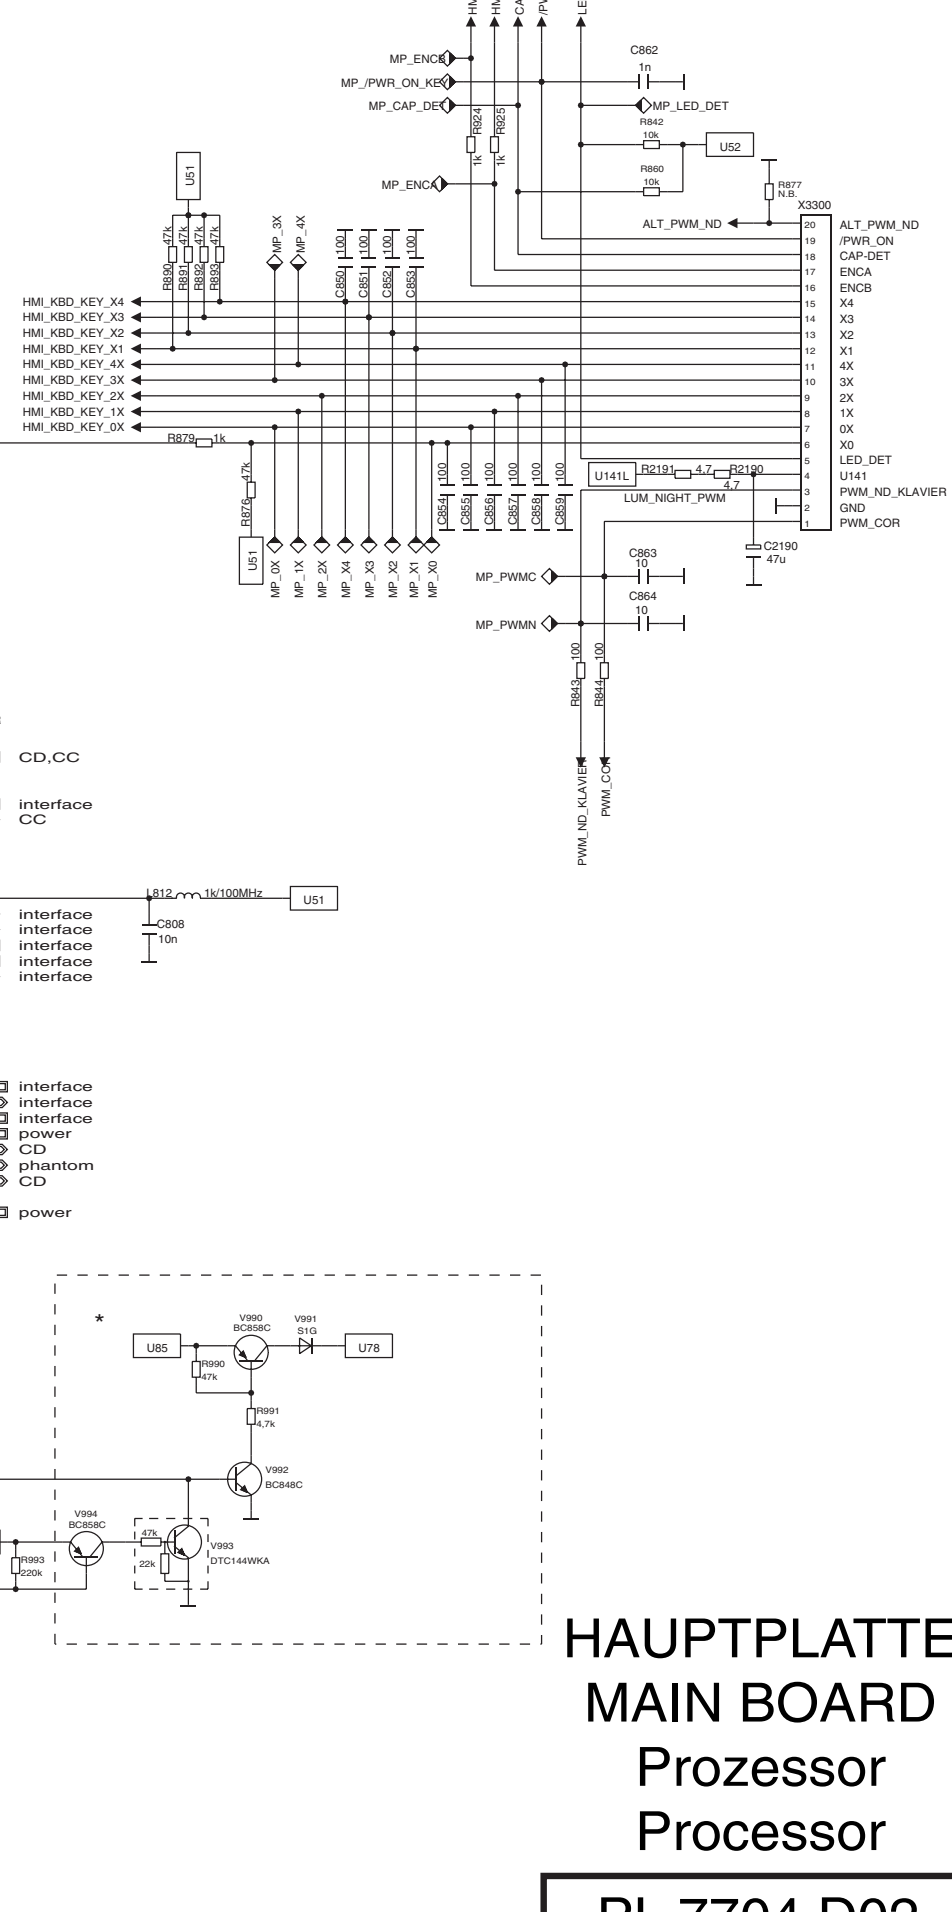 MP_ENCB
MP_/PWR_ON_KEY
MP_CAP_DET
C862
1n
MP_LED_DET
R842
10k
U52
R860
10k
R924
1k
R925
1k
MP_ENCA
R877
N.B.
X3300
ALT_PWM_ND
U51
47k
47k
47k
47k
R890
R891
R892
R893
MP_3X
MP_4X
100
100
100
100
C850
C851
C852
C853
20 ALT_PWM_ND
19 /PWR_ON
18 CAP-DET
17 ENCA
16 ENCB
15 X4
14 X3
13 X2
12 X1
11 4X
10 3X
9 2X
8 1X
7 0X
6 X0
5 LED_DET
4 U141
3 PWM_ND_KLAVIER
2 GND
1 PWM_COR
HMI_KBD_KEY_X4
HMI_KBD_KEY_X3
HMI_KBD_KEY_X2
HMI_KBD_KEY_X1
HMI_KBD_KEY_4X
HMI_KBD_KEY_3X
HMI_KBD_KEY_2X
HMI_KBD_KEY_1X
HMI_KBD_KEY_0X
R879 1k
47k
R876
U51
MP_0X
MP_1X
MP_2X
MP_X4
MP_X3
MP_X2
MP_X1
MP_X0
100
100
100
100
100
100
C854
C855
C856
C857
C858
C859
U141L
R2191 4,7 R2190
4,7
LUM_NIGHT_PWM
C2190
47u
MP_PWMC
C863
10
C864
10
MP_PWMN
100
R843
100
R844
PWM_ND_KLAVIER
PWM_COR
CD,CC
interface
CC
L812 1k/100MHz
U51
C808
10n
interface
interface
interface
interface
interface
interface
interface
interface
power
CD
phantom
CD
power
*
U85
V990
BC858C
V991
S1G
U78
R990
47k
R991
4,7k
V992
BC848C
V994
BC858C
47k
22k
V993
DTC144WKA
R993
220k
HAUPTPLATTE
MAIN BOARD
Prozessor
Processor